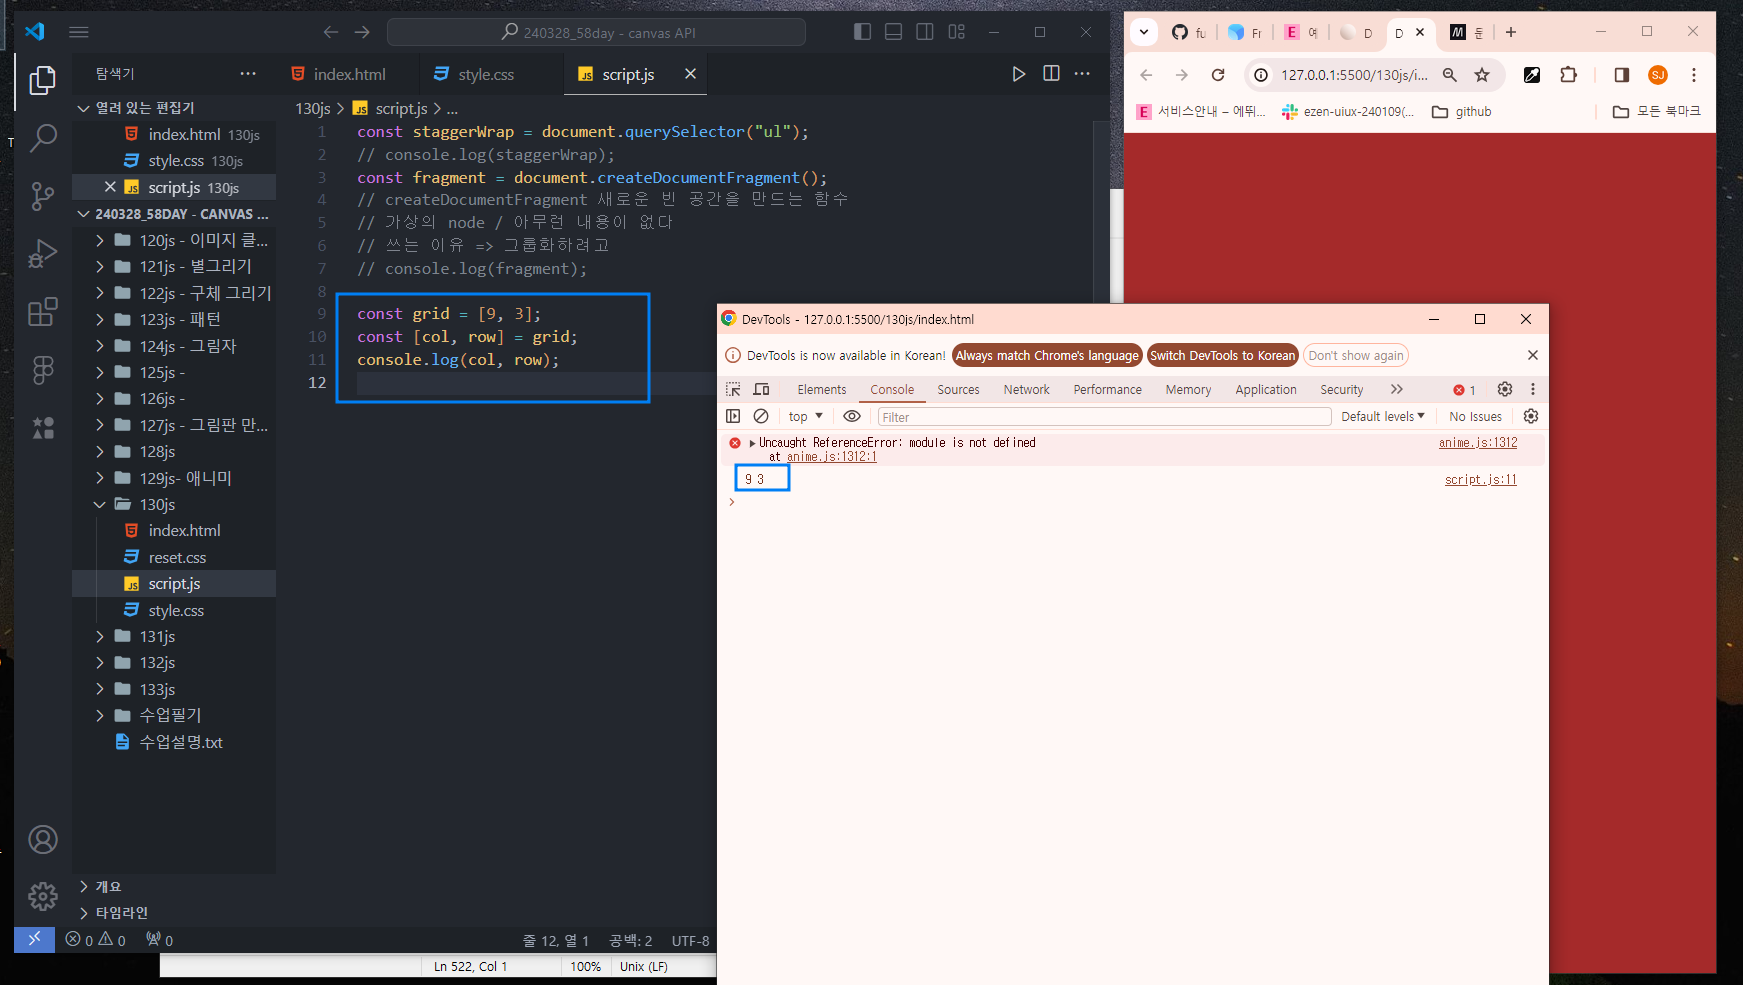 240328_58day - canvas API
탐색기
열려 있는 편집기
index.html 130js
style.css 130js
script.js 130js
240328_58DAY - CANVAS ...
120js - 이미지 클...
121js - 별그리기
122js - 구체 그리기
123js - 패턴
124js - 그림자
125js -
126js -
127js - 그림판 만...
128js
129js- 애니미
130js
index.html
reset.css
script.js
style.css
131js
132js
133js
수업필기
수업설명.txt
개요
타임라인
index.html
style.css
script.js
130js > script.js > ...
1 const staggerWrap = document.querySelector("ul");
2 // console.log(staggerWrap);
3 const fragment = document.createDocumentFragment();
4 // createDocumentFragment 새로운 빈 공간을 만드는 함수
5 // 가상의 node / 아무런 내용이 없다
6 // 쓰는 이유 => 그룹화하려고
7 // console.log(fragment);
8
9 const grid = [9, 3];
10 const [col, row] = grid;
11 console.log(col, row);
12
0 0 0
줄 12, 열 1 공백: 2 UTF-8
Ln 522, Col 1 100% Unix (LF)
fu
Fr
예
D
D
둔
127.0.0.1:5500/130js/i...
SJ
서비스안내 – 에뛰...
ezen-uiux-240109(...
github
모든 북마크
DevTools - 127.0.0.1:5500/130js/index.html
DevTools is now available in Korean! Always match Chrome's language Switch DevTools to Korean Don't show again
Elements Console Sources Network Performance Memory Application Security 1
top Filter Default levels No Issues
Uncaught ReferenceError: module is not defined anime.js:1312
at anime.js:1312:1
9 3 script.js:11